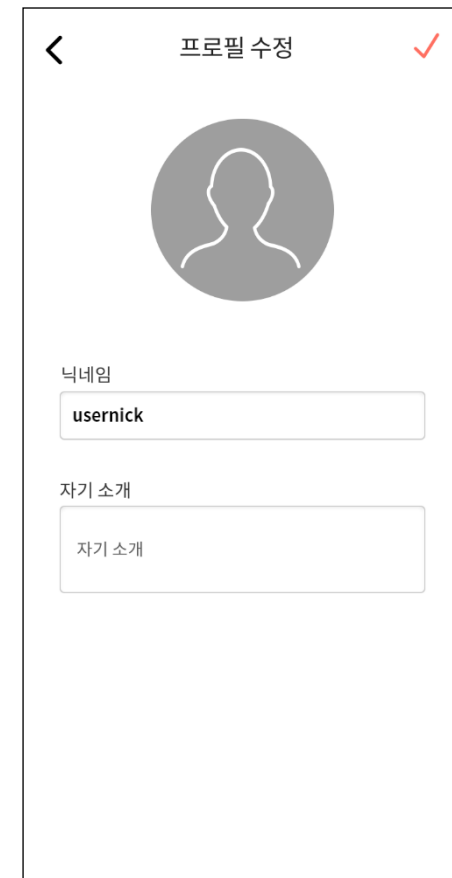 프로필 수정
닉네임
usernick
자기 소개
자기 소개